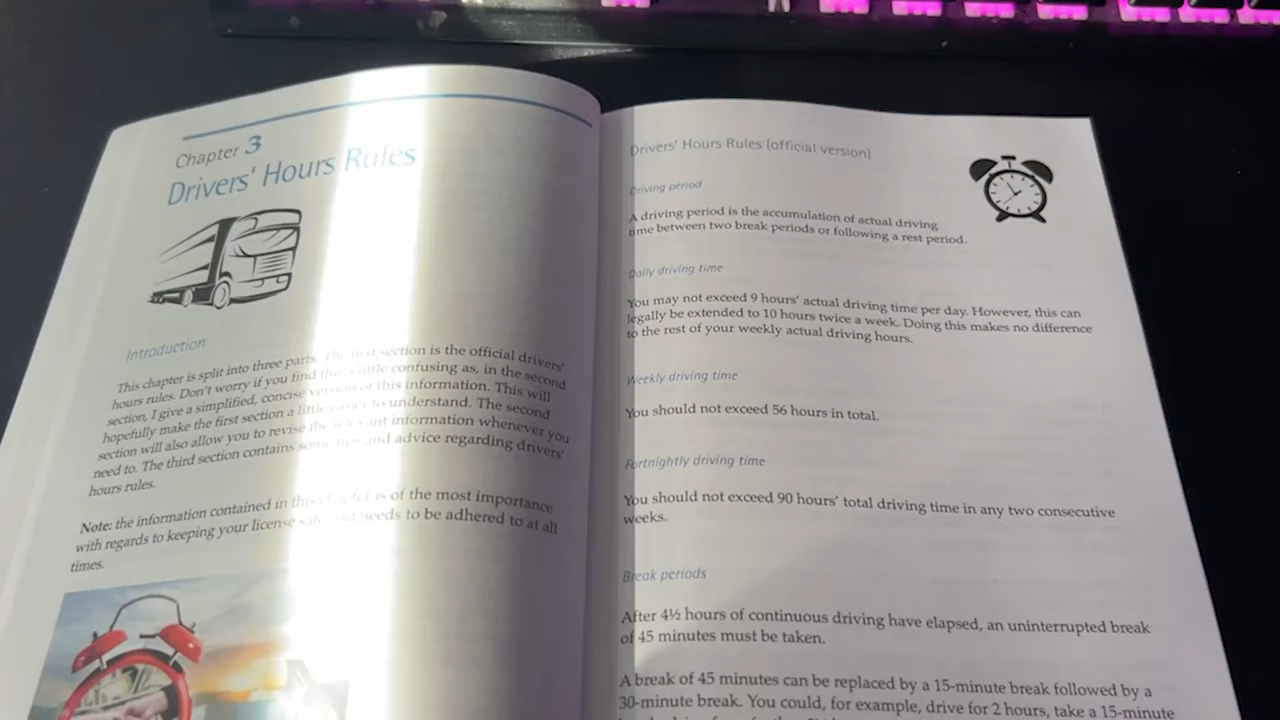 Chapter 3
Drivers' Hours Rules
Introduction
This chapter is split into three parts. The first section is the official drivers'
hours rules. Don't worry if you find this a little confusing as, in the second
section, I give a simplified, concise version of this information. This will
hopefully make the first section a little easier to understand. The second
section will also allow you to revise the relevant information whenever you
need to. The third section contains some tips and advice regarding drivers'
hours rules.
Note: the information contained in this chapter is of the most importance
with regards to keeping your license safe and needs to be adhered to at all
times.
Drivers' Hours Rules (official version)
Driving period
A driving period is the accumulation of actual driving
time between two break periods or following a rest period.
Daily driving time
You may not exceed 9 hours' actual driving time per day. However, this can
legally be extended to 10 hours twice a week. Doing this makes no difference
to the rest of your weekly actual driving hours.
Weekly driving time
You should not exceed 56 hours in total.
Fortnightly driving time
You should not exceed 90 hours' total driving time in any two consecutive
weeks.
Break periods
After 4½ hours of continuous driving have elapsed, an uninterrupted break
of 45 minutes must be taken.
A break of 45 minutes can be replaced by a 15-minute break followed by a
30-minute break. You could, for example, drive for 2 hours, take a 15-minute